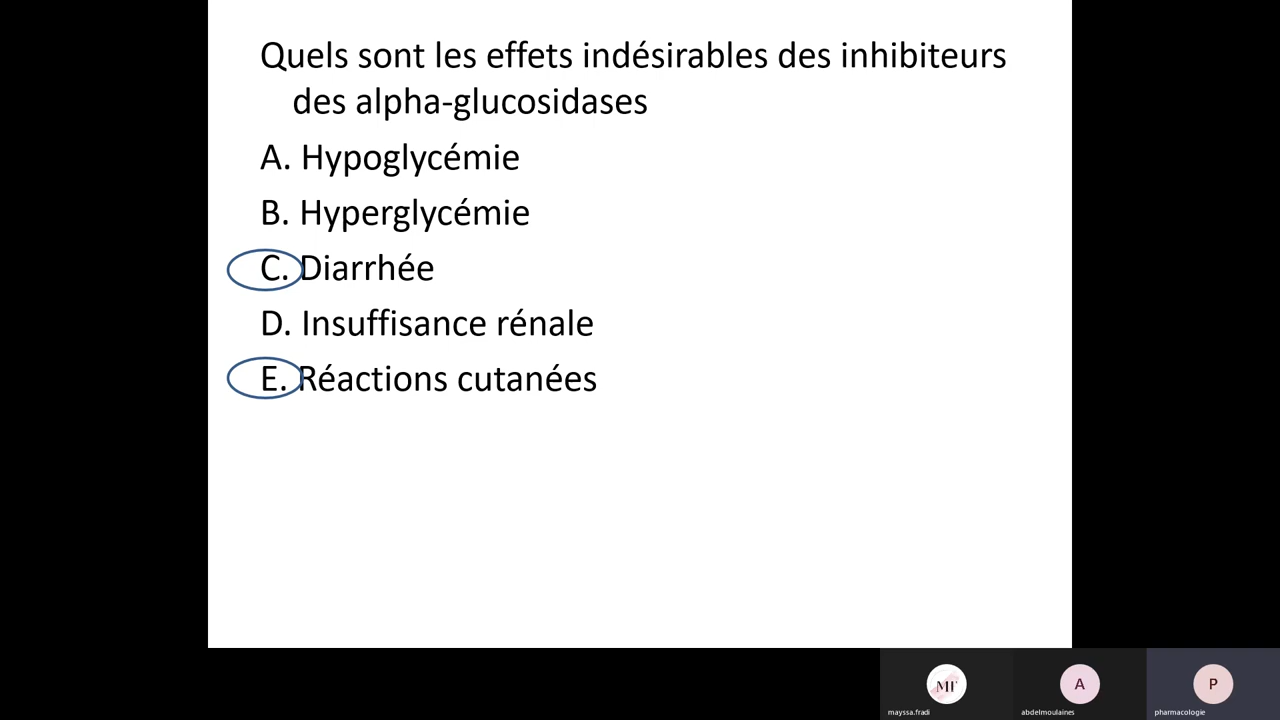 Quels sont les effets indésirables des inhibiteurs
des alpha-glucosidases
A. Hypoglycémie
B. Hyperglycémie
C. Diarrhée
D. Insuffisance rénale
E. Réactions cutanées
MF
A
P
mayssa.fradi
abdelmoulaines
pharmacologie